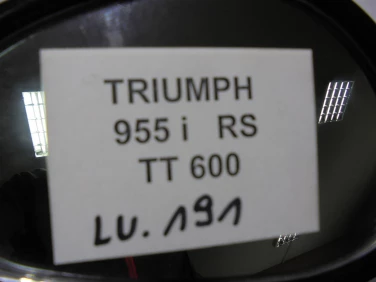 TRIUMPH
955 i RS
TT 600
LU. 191